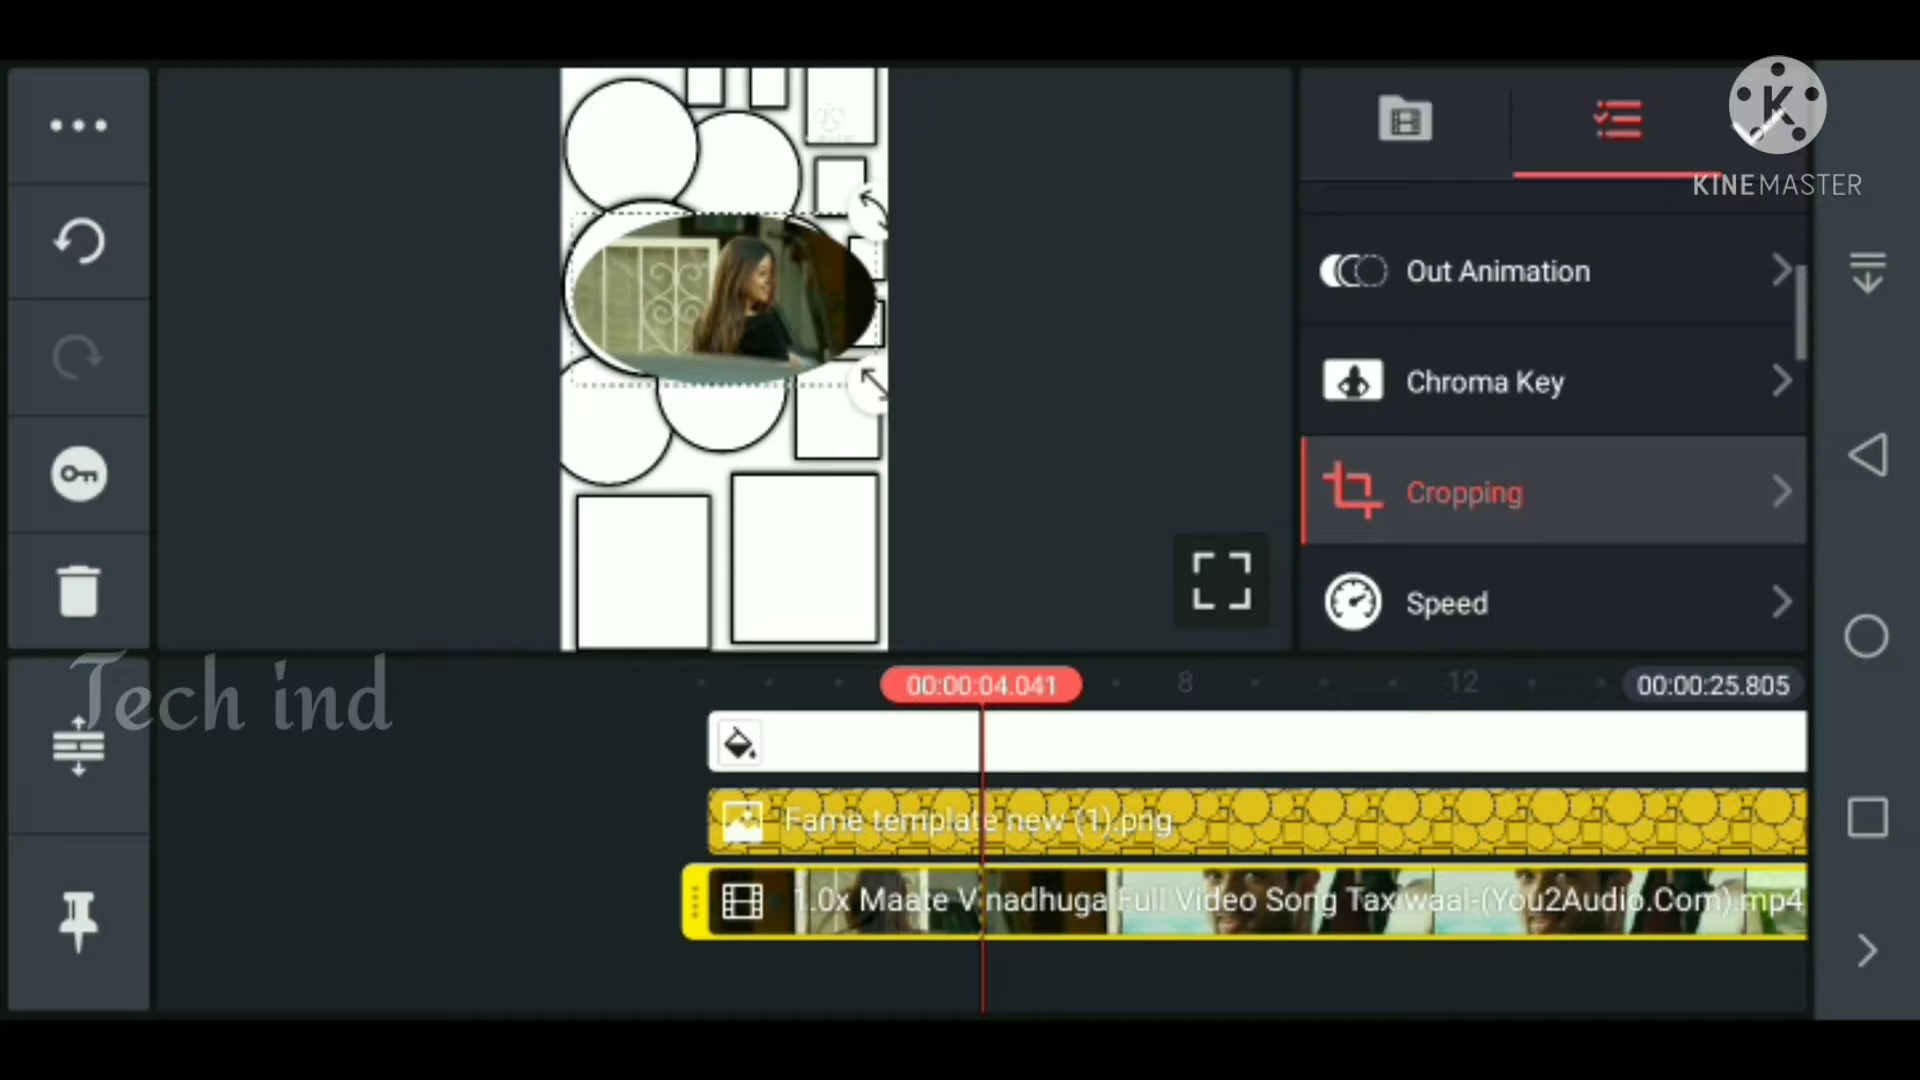 KINEMASTER
Out Animation
Chroma Key
Cropping
Speed
Tech ind
00:00:04.041
8
12
00:00:25.805
Fame template new (1).png
1.0x Maate Vinadhuga Full Video Song Taxiwaal-(You2Audio.Com).mp4